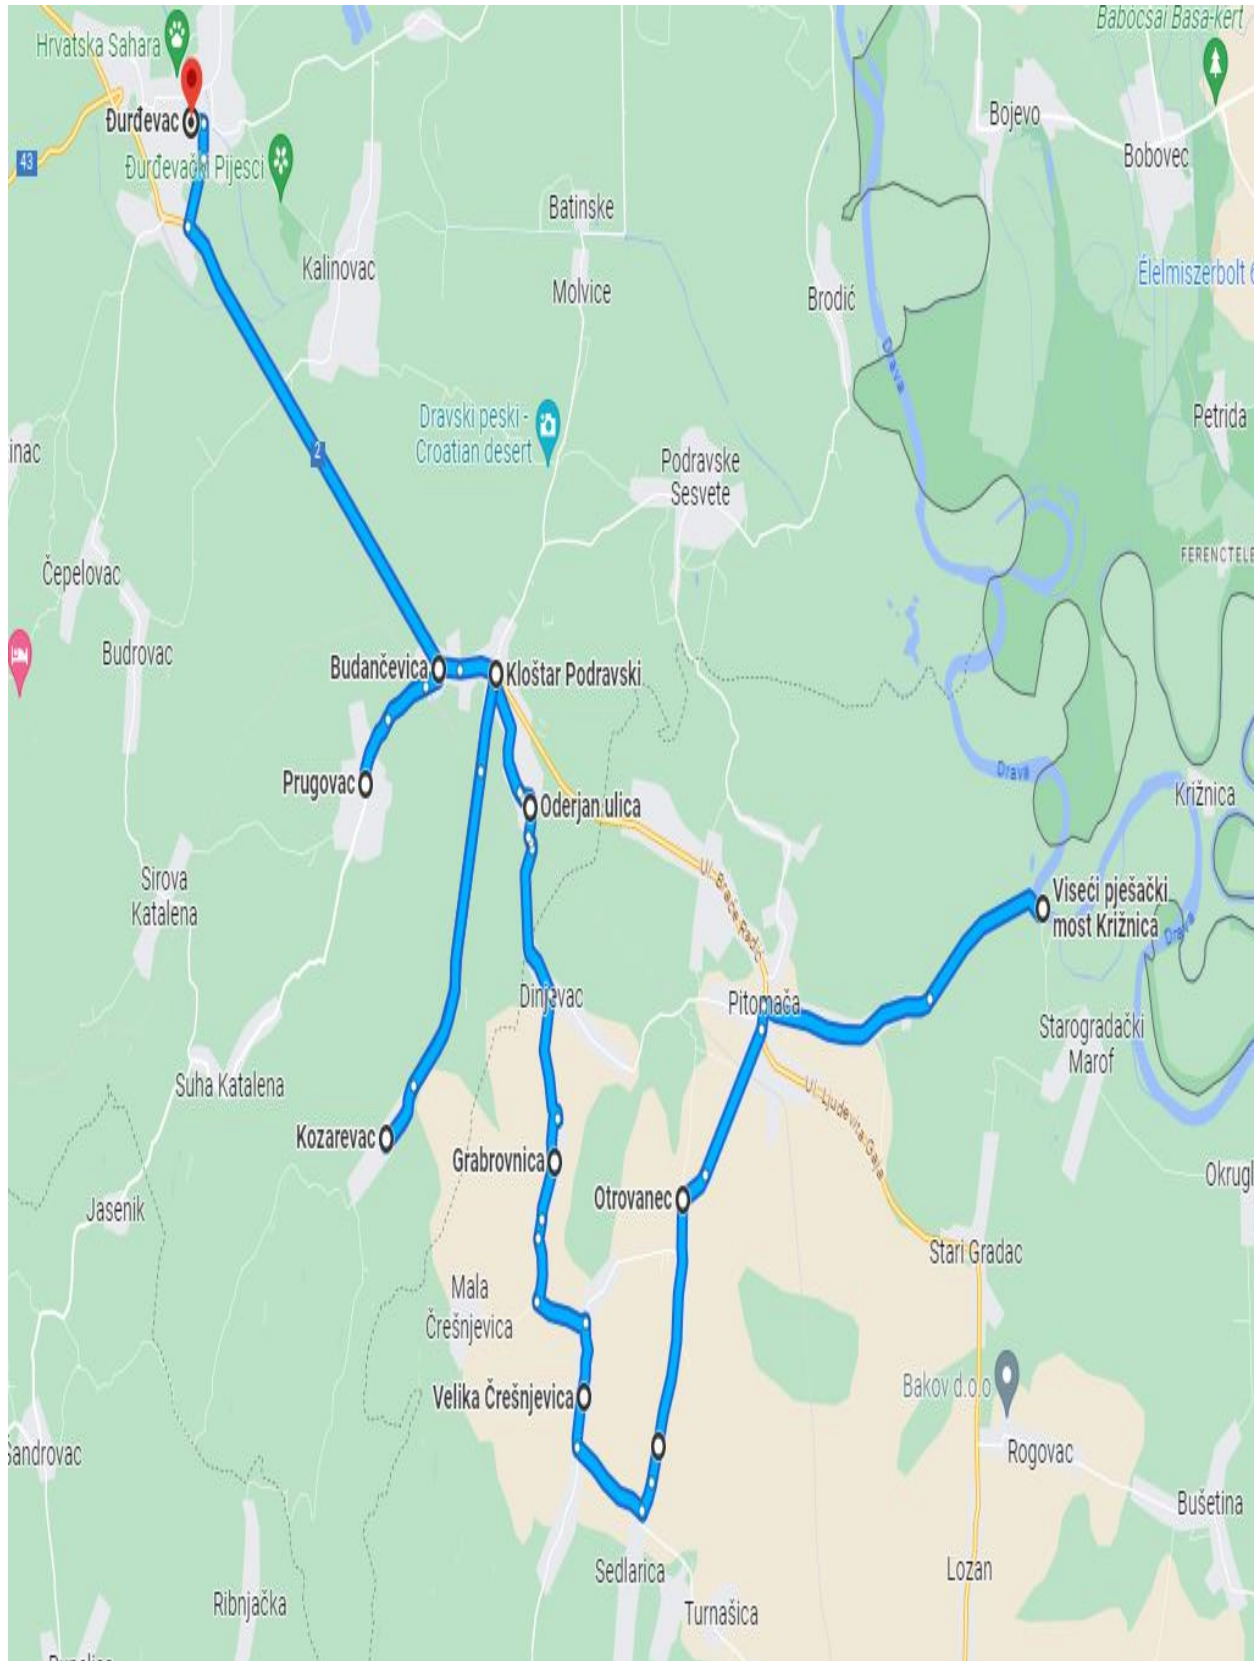 Babócsai Basa-kert
Hrvatska Sahara
Đurđevac
Bojevo
Bobovec
43
Đurđevački Pijesci
Batinske
Kalinovac
Molvice
Brodić
Élelmiszerbolt 6
Drava
Dravski peski -
Croatian desert
Petrida
2
inac
Podravske
Sesvete
Čepelovac
FERENCTELE
Budrovac
Budančevica
Kloštar Podravski
Drava
Prugovac
Oderjan ulica
Križnica
Sirova
Katalena
Ul. Braće Radić
Viseći pješački
most Križnica
Drava
Dinjevac
Pitomača
Starogradački
Marof
Suha Katalena
Ul. Ljudevita Gaja
Kozarevac
Grabrovnica
Otrovanec
Okrugl
Jasenik
Stari Gradac
Mala
Črešnjevica
Velika Črešnjevica
Bakov d.o.o
Šandrovac
Rogovac
Bušetina
Sedlarica
Lozan
Ribnjačka
Turnašica